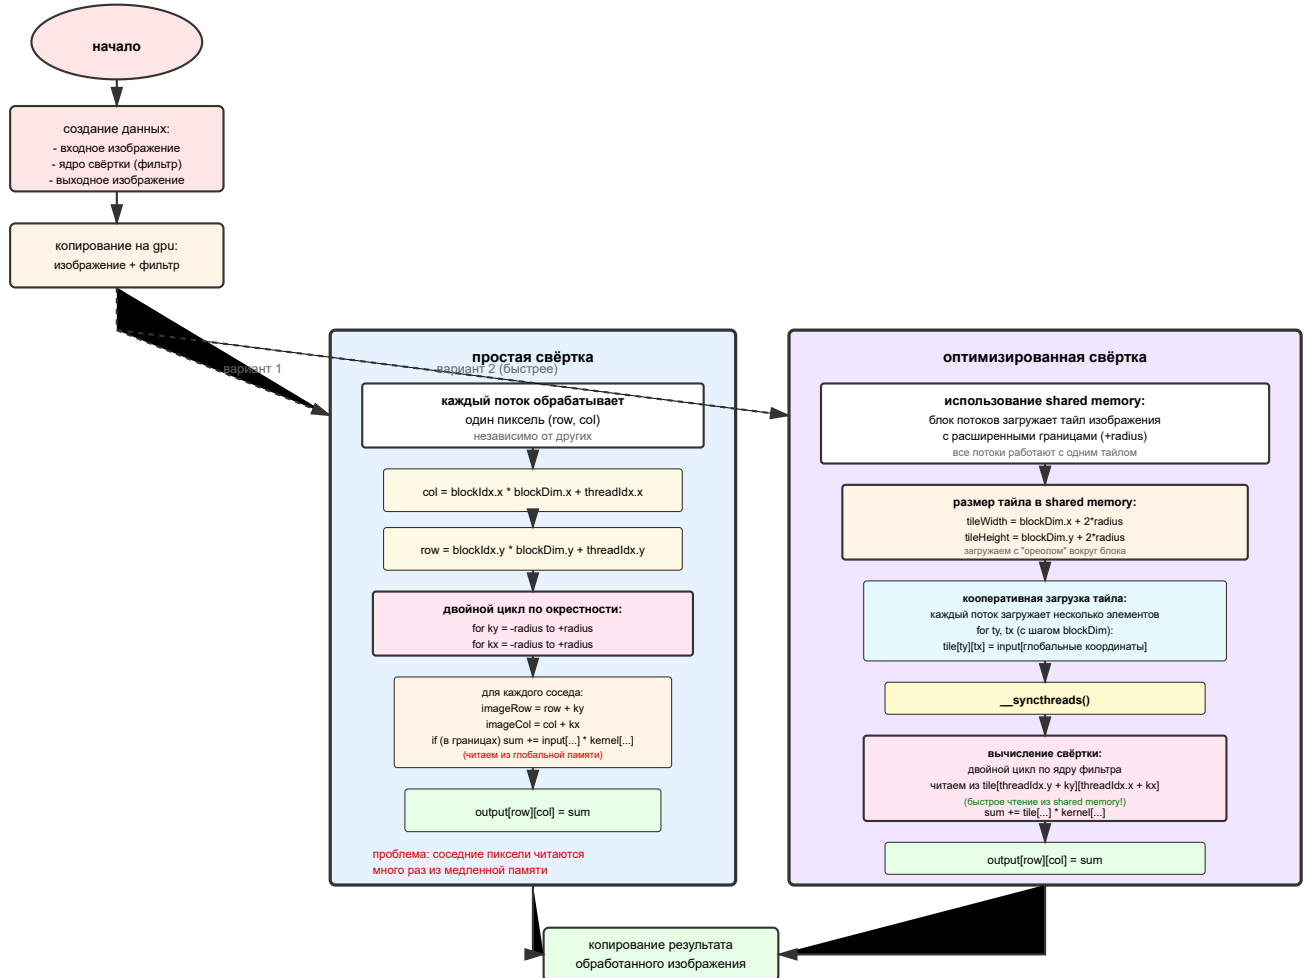 начало
создание данных:
- входное изображение
- ядро свёртки (фильтр)
- выходное изображение
копирование на gpu:
изображение + фильтр
вариант 1
вариант 2 (быстрее)
простая свёртка
каждый поток обрабатывает
один пиксель (row, col)
независимо от других
col = blockIdx.x * blockDim.x + threadIdx.x
row = blockIdx.y * blockDim.y + threadIdx.y
двойной цикл по окрестности:
for ky = -radius to +radius
for kx = -radius to +radius
для каждого соседа:
imageRow = row + ky
imageCol = col + kx
if (в границах) sum += input[...] * kernel[...]
(читаем из глобальной памяти)
output[row][col] = sum
проблема: соседние пиксели читаются
много раз из медленной памяти
оптимизированная свёртка
использование shared memory:
блок потоков загружает тайл изображения
с расширенными границами (+radius)
все потоки работают с одним тайлом
размер тайла в shared memory:
tileWidth = blockDim.x + 2*radius
tileHeight = blockDim.y + 2*radius
загружаем с "ореолом" вокруг блока
кооперативная загрузка тайла:
каждый поток загружает несколько элементов
for ty, tx (с шагом blockDim):
tile[ty][tx] = input[глобальные координаты]
__syncthreads()
вычисление свёртки:
двойной цикл по ядру фильтра
читаем из tile[threadIdx.y + ky][threadIdx.x + kx]
(быстрое чтение из shared memory!)
sum += tile[...] * kernel[...]
output[row][col] = sum
копирование результата
обработанного изображения